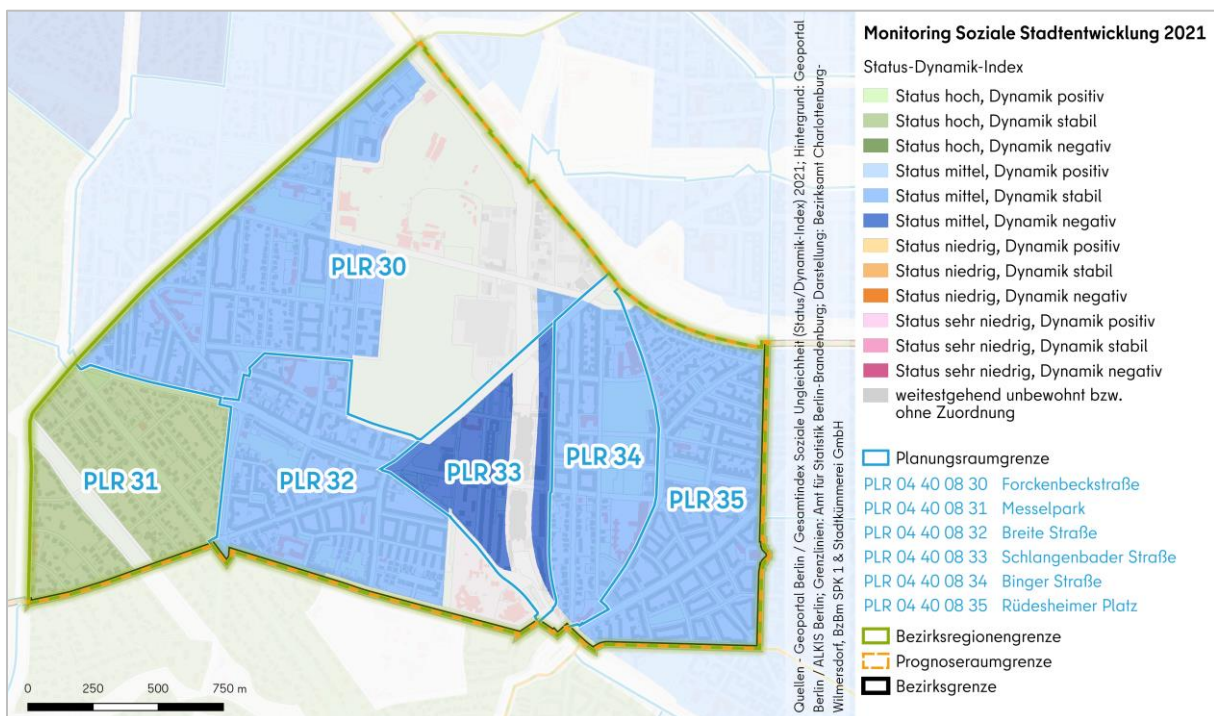 PLR 30
PLR 31
PLR 32
PLR 33
PLR 34
PLR 35
0 250 500 750 m
Quellen - Geoportal Berlin / Gesamtindex Soziale Ungleichheit (Status/Dynamik-Index) 2021; Hintergrund: Geoportal
Berlin / ALKIS Berlin; Grenzlinien: Amt für Statistik Berlin-Brandenburg; Darstellung: Bezirksamt Charlottenburg-
Wilmersdorf, BzBm SPK 1 & Stadtkümmerei GmbH
Monitoring Soziale Stadtentwicklung 2021
Status-Dynamik-Index
Status hoch, Dynamik positiv
Status hoch, Dynamik stabil
Status hoch, Dynamik negativ
Status mittel, Dynamik positiv
Status mittel, Dynamik stabil
Status mittel, Dynamik negativ
Status niedrig, Dynamik positiv
Status niedrig, Dynamik stabil
Status niedrig, Dynamik negativ
Status sehr niedrig, Dynamik positiv
Status sehr niedrig, Dynamik stabil
Status sehr niedrig, Dynamik negativ
weitestgehend unbewohnt bzw.
ohne Zuordnung
Planungsraumgrenze
PLR 04 40 08 30 Forckenbeckstraße
PLR 04 40 08 31 Messelpark
PLR 04 40 08 32 Breite Straße
PLR 04 40 08 33 Schlangenbader Straße
PLR 04 40 08 34 Binger Straße
PLR 04 40 08 35 Rüdesheimer Platz
Bezirksregionengrenze
Prognoseraumgrenze
Bezirksgrenze